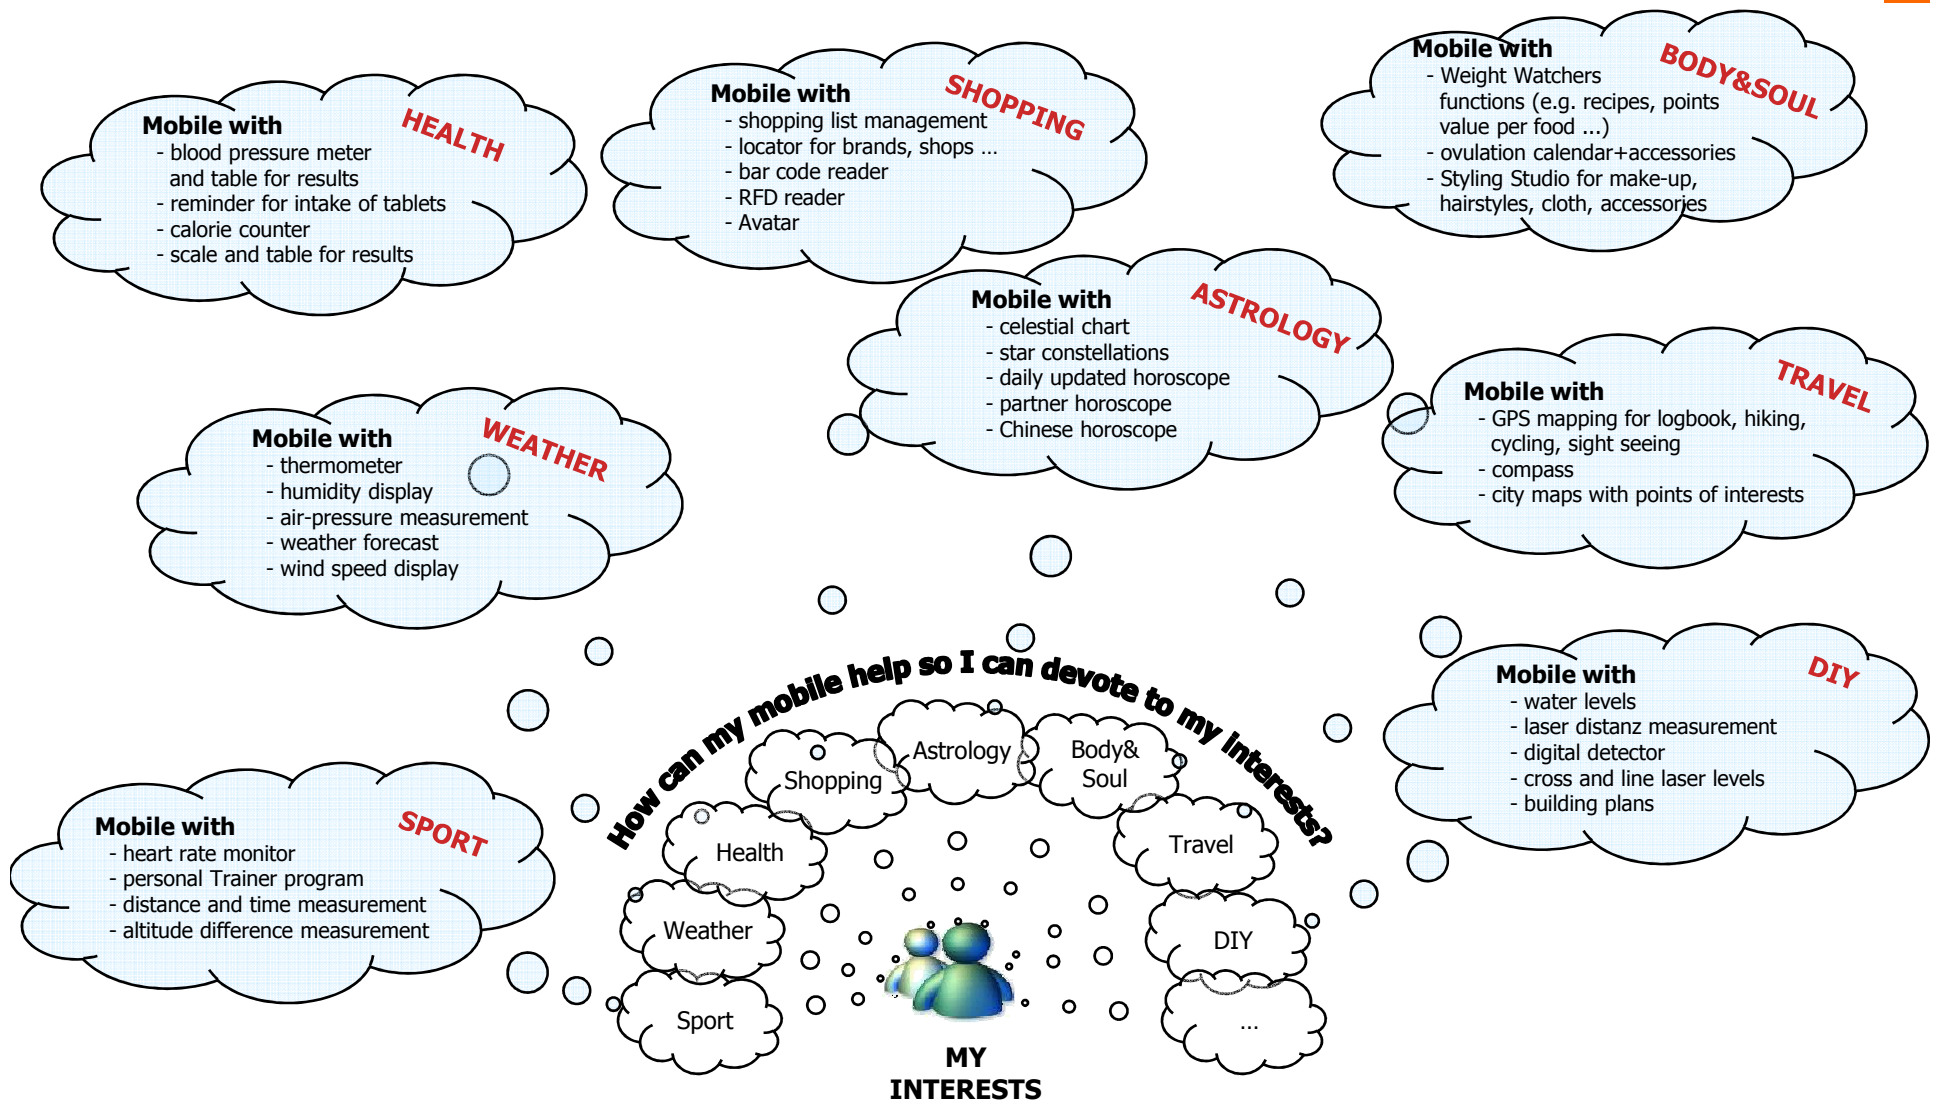 HEALTH
Mobile with
- blood pressure meter
and table for results
- reminder for intake of tablets
- calorie counter
- scale and table for results
SHOPPING
Mobile with
- shopping list management
- locator for brands, shops ...
- bar code reader
- RFD reader
- Avatar
BODY&SOUL
Mobile with
- Weight Watchers
functions (e.g. recipes, points
value per food ...)
- ovulation calendar+accessories
- Styling Studio for make-up,
hairstyles, cloth, accessories
ASTROLOGY
Mobile with
- celestial chart
- star constellations
- daily updated horoscope
- partner horoscope
- Chinese horoscope
TRAVEL
Mobile with
- GPS mapping for logbook, hiking,
cycling, sight seeing
- compass
- city maps with points of interests
WEATHER
Mobile with
- thermometer
- humidity display
- air-pressure measurement
- weather forecast
- wind speed display
DIY
Mobile with
- water levels
- laser distanz measurement
- digital detector
- cross and line laser levels
- building plans
SPORT
Mobile with
- heart rate monitor
- personal Trainer program
- distance and time measurement
- altitude difference measurement
How can my mobile help so I can devote to my interests?
Sport
Weather
Health
Shopping
Astrology
Body&
Soul
Travel
DIY
...
MY
INTERESTS